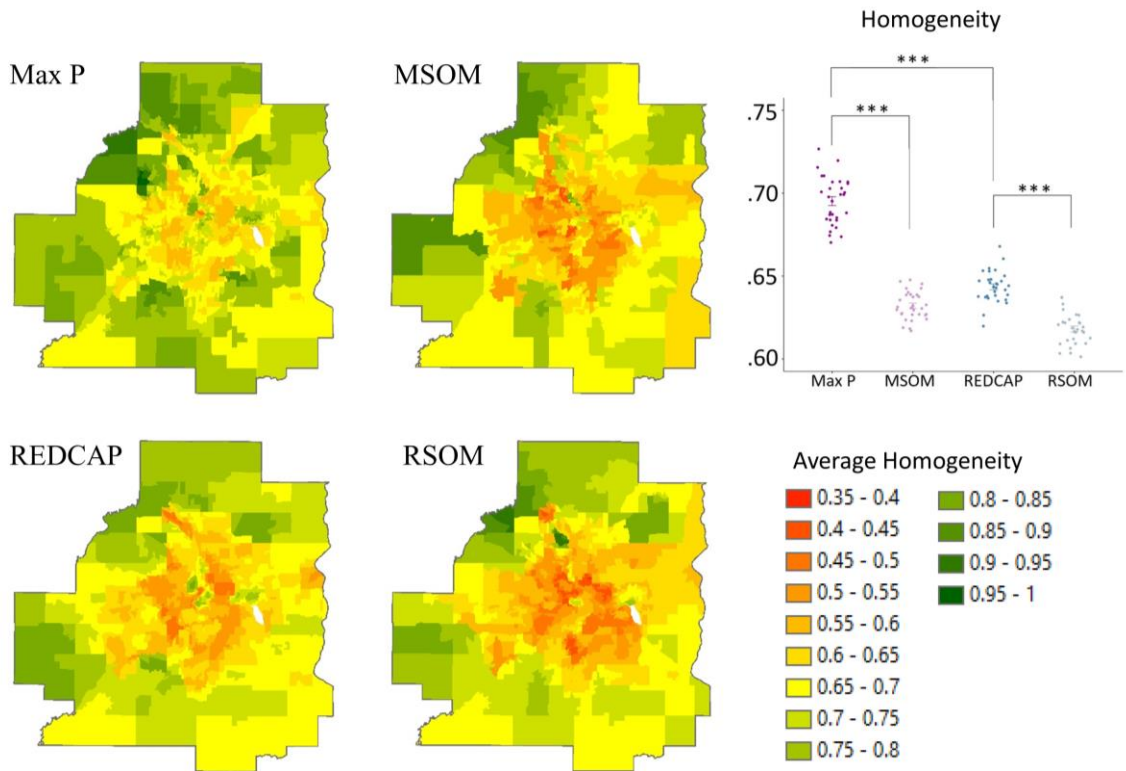 Homogeneity
Max P
MSOM
***
***
***
.75
.70
.65
.60
Max P MSOM REDCAP RSOM
REDCAP
RSOM
Average Homogeneity
0.35 - 0.4
0.4 - 0.45
0.45 - 0.5
0.5 - 0.55
0.55 - 0.6
0.6 - 0.65
0.65 - 0.7
0.7 - 0.75
0.75 - 0.8
0.8 - 0.85
0.85 - 0.9
0.9 - 0.95
0.95 - 1